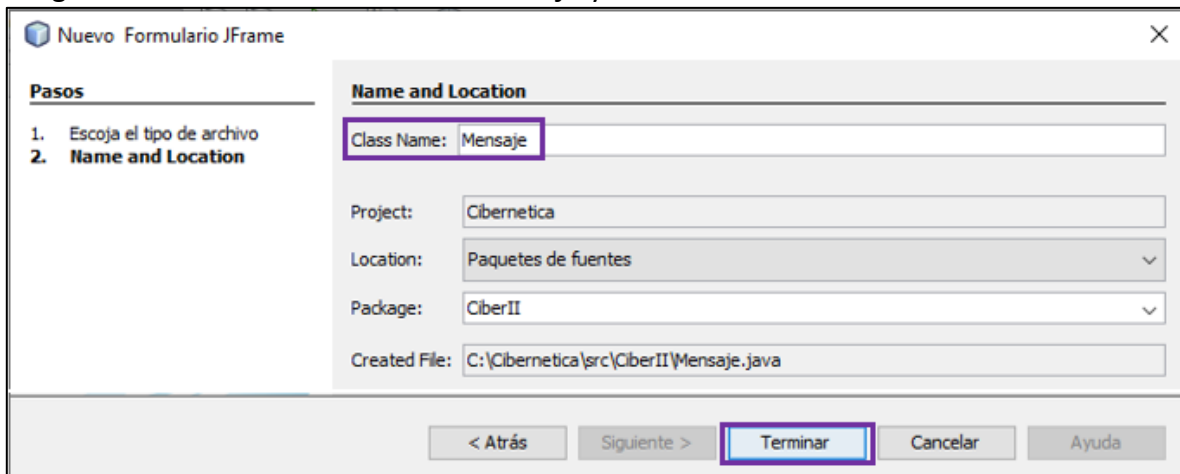 Nuevo Formulario JFrame
Pasos
1. Escoja el tipo de archivo
2. Name and Location
Name and Location
Class Name: Mensaje
Project: Cibernetica
Location: Paquetes de fuentes
Package: CiberII
Created File: C:\Cibernetica\src\CiberII\Mensaje.java
< Atrás Siguiente > Terminar Cancelar Ayuda